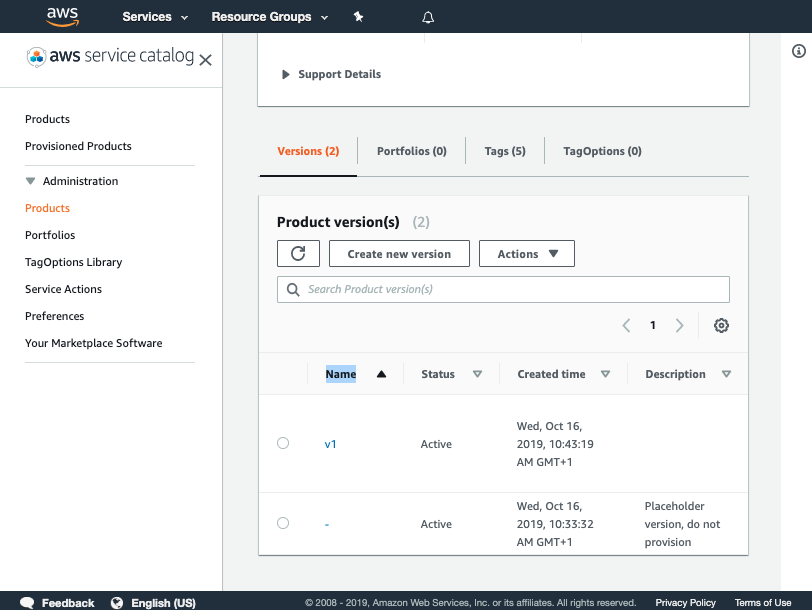 aws Services Resource Groups
aws service catalog
Products
Provisioned Products
Administration
Products
Portfolios
TagOptions Library
Service Actions
Preferences
Your Marketplace Software
Support Details
Versions (2) Portfolios (0) Tags (5) TagOptions (0)
Product version(s) (2)
Create new version Actions
Search Product version(s)
1
Name Status Created time Description
v1 Active Wed, Oct 16,
2019, 10:43:19
AM GMT+1
- Active Wed, Oct 16,
2019, 10:33:32
AM GMT+1
Placeholder
version, do not
provision
Feedback English (US) © 2008 - 2019, Amazon Web Services, Inc. or its affiliates. All rights reserved. Privacy Policy Terms of Use